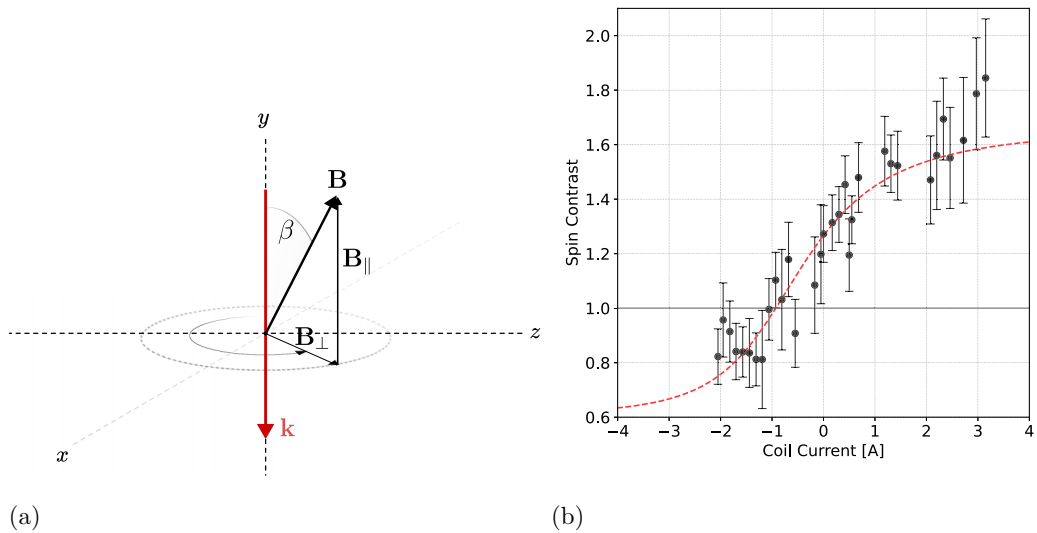 y
B
β
B∥
B⊥
z
k
x
(a)
Spin Contrast
2.0
1.8
1.6
1.4
1.2
1.0
0.8
0.6
−4 −3 −2 −1 0 1 2 3 4
Coil Current [A]
(b)